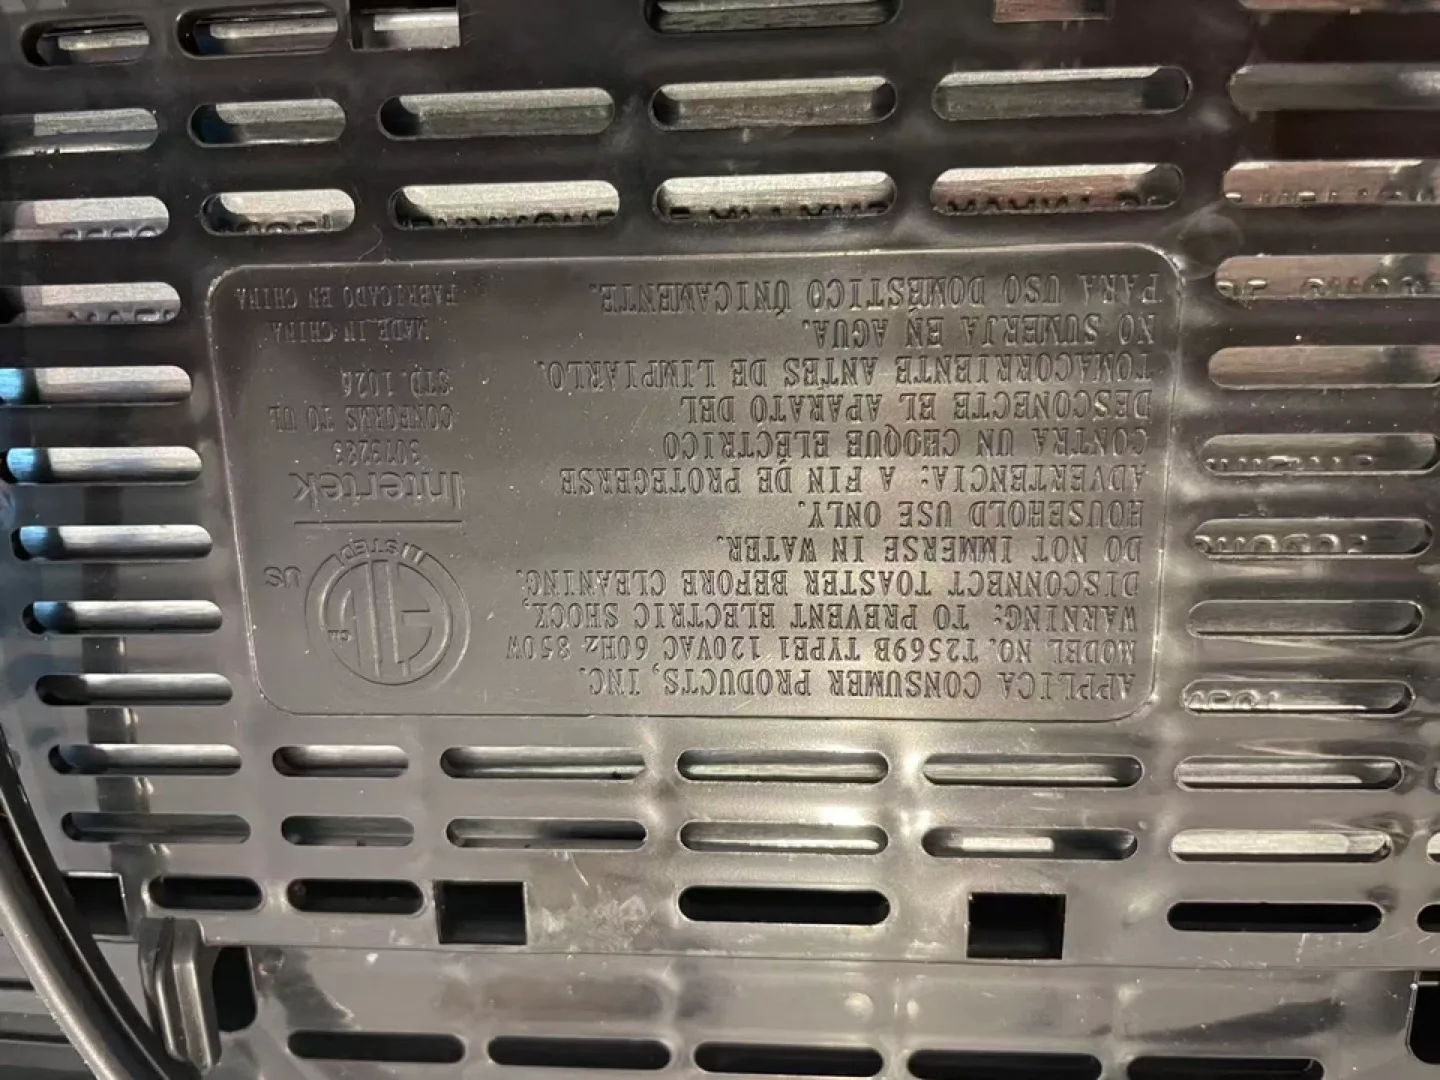 APPLICA CONSUMER PRODUCTS, INC.
MODEL NO. T2569B TYPE1 120VAC 60Hz 850W
WARNING: TO PREVENT ELECTRIC SHOCK,
DISCONNECT TOASTER BEFORE CLEANING.
DO NOT IMMERSE IN WATER.
HOUSEHOLD USE ONLY.
ADVERTENCIA: A FIN DE PROTEGERSE
CONTRA UN CHOQUE ELÉCTRICO
DESCONECTE EL APARATO DEL
TOMACORRIENTE ANTES DE LIMPIARLO.
NO SUMERJA EN AGUA.
PARA USO DOMÉSTICO ÚNICAMENTE.
LISTED
US
Intertek
CONFORMS TO UL
STD. 1026
MADE IN CHINA
FABRICADO EN CHINA